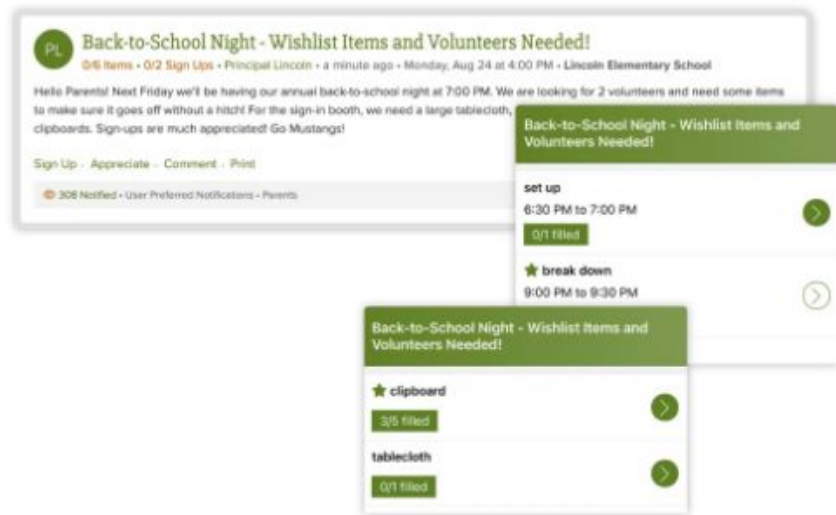 PL
Back-to-School Night - Wishlist Items and Volunteers Needed!
0/6 Items • 0/2 Sign Ups • Principal Lincoln • a minute ago • Monday, Aug 24 at 4:00 PM • Lincoln Elementary School
Hello Parents! Next Friday we'll be having our annual back-to-school night at 7:00 PM. We are looking for 2 volunteers and need some items
to make sure it goes off without a hitch! For the sign-in booth, we need a large tablecloth,
clipboards. Sign-ups are much appreciated! Go Mustangs!
Sign Up - Appreciate - Comment - Print
308 Notified • User Preferred Notifications - Parents
Back-to-School Night - Wishlist Items and
Volunteers Needed!
set up
6:30 PM to 7:00 PM
0/1 filled
break down
9:00 PM to 9:30 PM
Back-to-School Night - Wishlist Items and
Volunteers Needed!
clipboard
3/5 filled
tablecloth
0/1 filled